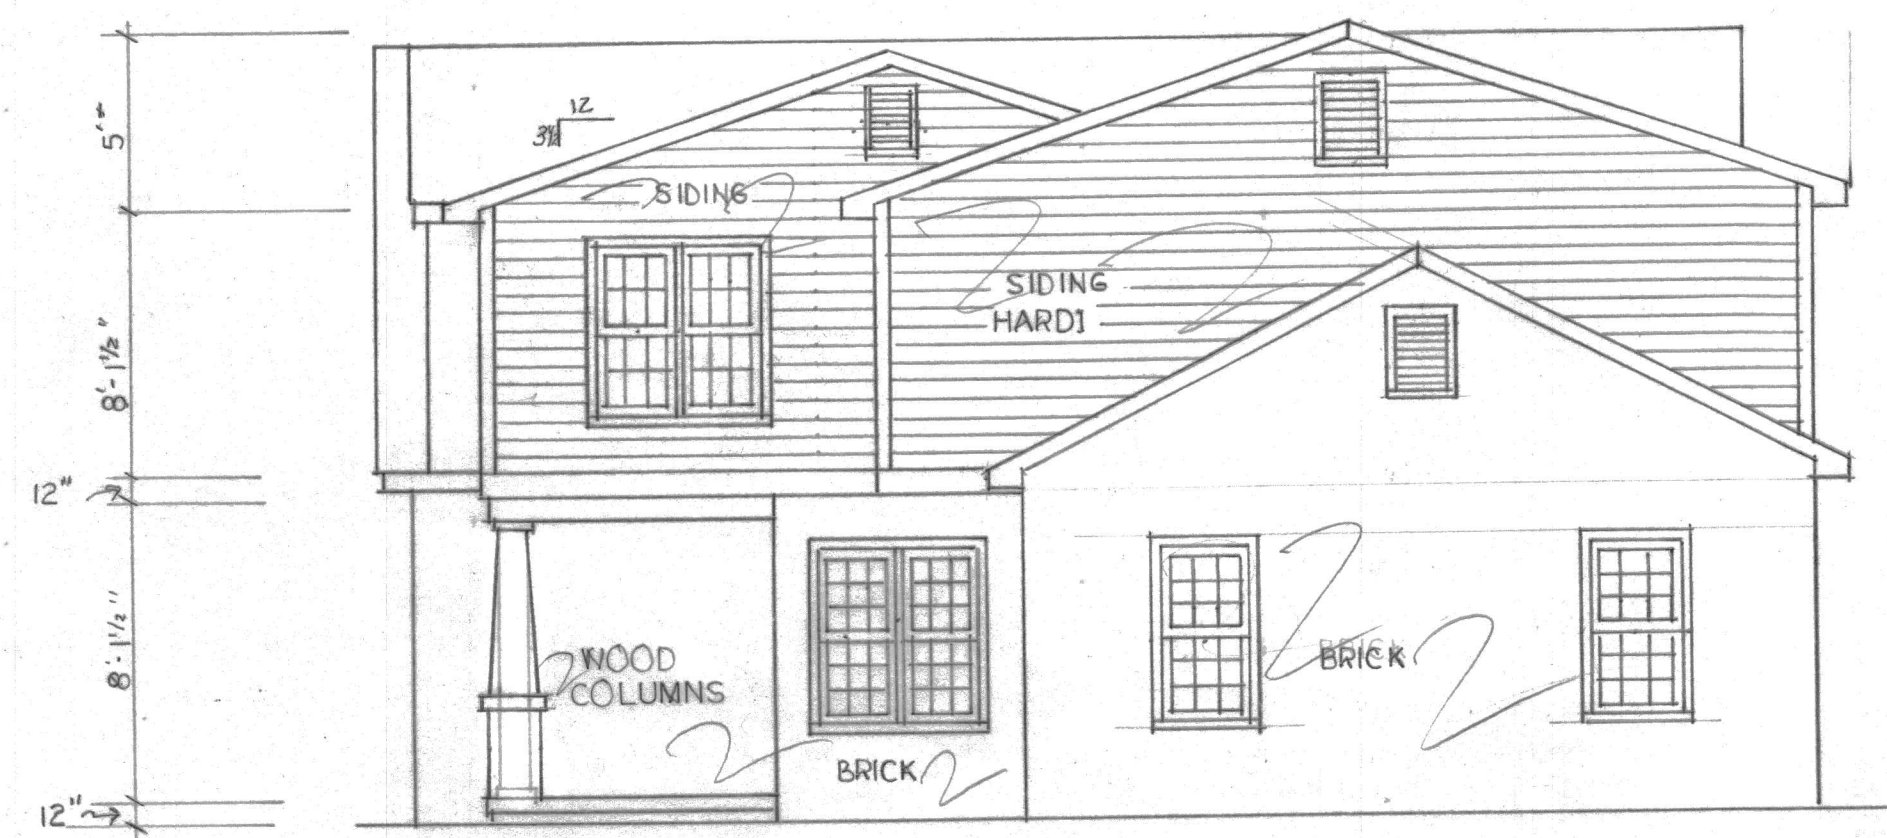 12
3½
5'
SIDING
SIDING
HARDI
8'-1½"
12"
8'-1½"
WOOD
COLUMNS
BRICK
BRICK
12"